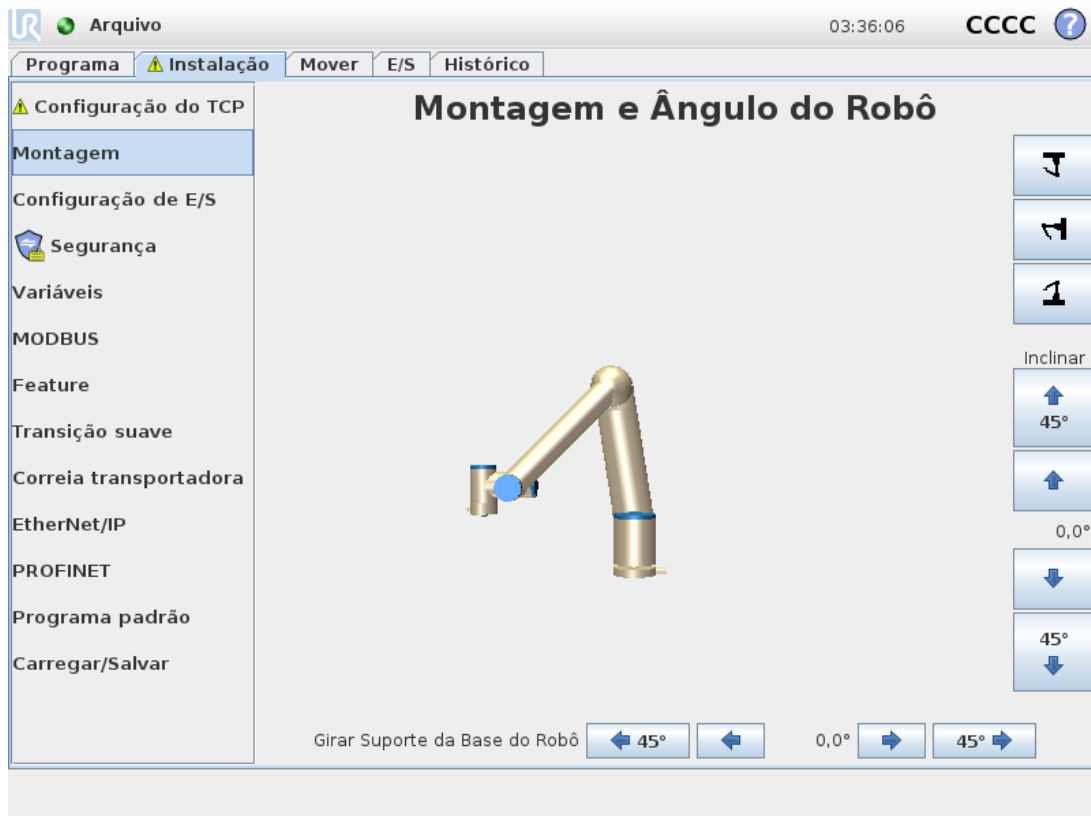 UR Arquivo 03:36:06 CCCC ?
Programa Instalação Mover E/S Histórico
Configuração do TCP
Montagem
Configuração de E/S
Segurança
Variáveis
MODBUS
Feature
Transição suave
Correia transportadora
EtherNet/IP
PROFINET
Programa padrão
Carregar/Salvar
Montagem e Ângulo do Robô
Inclinar
45°
0,0°
45°
Girar Suporte da Base do Robô 45° 0,0° 45°